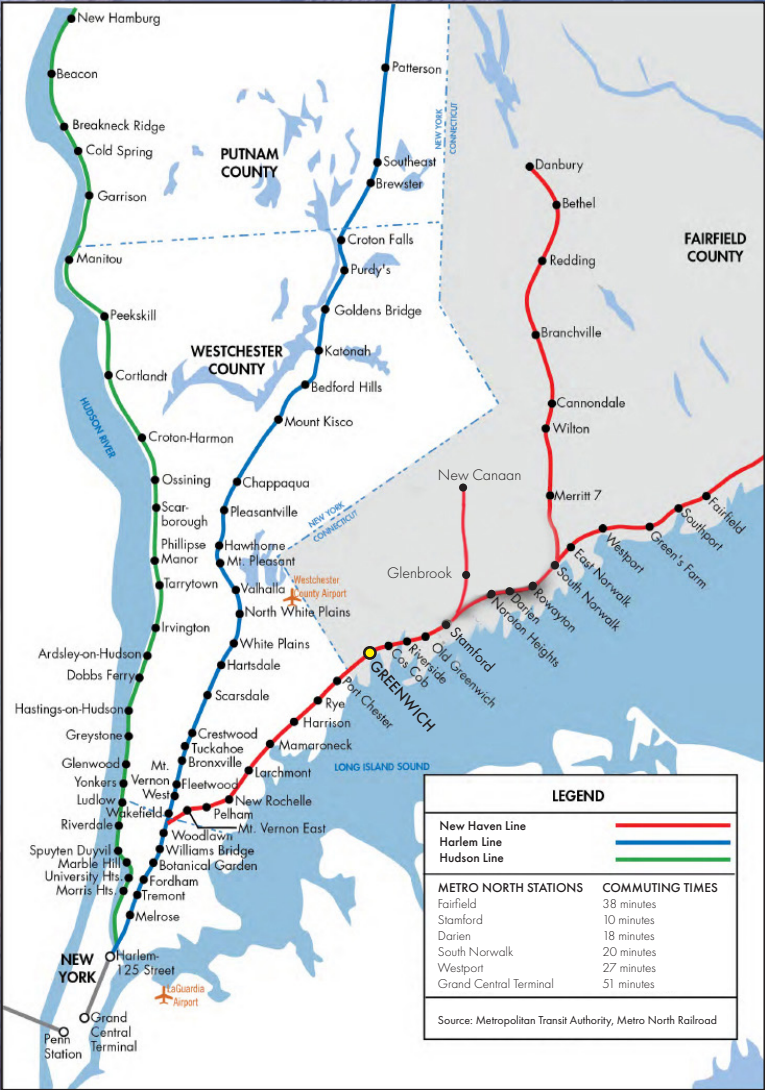 New Hamburg
Beacon
Breakneck Ridge
Cold Spring
Garrison
Manitou
Peekskill
Cortlandt
Croton-Harmon
Ossining
Scar-
borough
Phillipse
Manor
Tarrytown
Irvington
Ardsley-on-Hudson
Dobbs Ferry
Hastings-on-Hudson
Greystone
Glenwood
Yonkers
Ludlow
Riverdale
Spuyten Duyvil
Marble Hill
University Hts.
Morris Hts.
HUDSON RIVER
PUTNAM
COUNTY
WESTCHESTER
COUNTY
Patterson
Southeast
Brewster
Croton Falls
Purdy's
Goldens Bridge
Katonah
Bedford Hills
Mount Kisco
Chappaqua
Pleasantville
Hawthorne
Mt. Pleasant
Valhalla
North White Plains
White Plains
Hartsdale
Scarsdale
Crestwood
Tuckahoe
Bronxville
Fleetwood
Mt.
Vernon
West
Wakefield
Woodlawn
Williams Bridge
Botanical Garden
Fordham
Tremont
Melrose
Harlem-
125 Street
NEW
YORK
Grand
Central
Terminal
Penn
Station
LaGuardia
Airport
Westchester
County Airport
NEW YORK
CONNECTICUT
NEW YORK
CONNECTICUT
FAIRFIELD
COUNTY
Danbury
Bethel
Redding
Branchville
Cannondale
Wilton
Merritt 7
New Canaan
Glenbrook
Fairfield
Southport
Green's Farm
Westport
East Norwalk
South Norwalk
Rowayton
Darien
Noroton Heights
Stamford
Old Greenwich
Riverside
Cos Cob
GREENWICH
Port Chester
Rye
Harrison
Mamaroneck
Larchmont
New Rochelle
Pelham
Mt. Vernon East
LONG ISLAND SOUND
LEGEND
New Haven Line
Harlem Line
Hudson Line
METRO NORTH STATIONS COMMUTING TIMES
Fairfield 38 minutes
Stamford 10 minutes
Darien 18 minutes
South Norwalk 20 minutes
Westport 27 minutes
Grand Central Terminal 51 minutes
Source: Metropolitan Transit Authority, Metro North Railroad